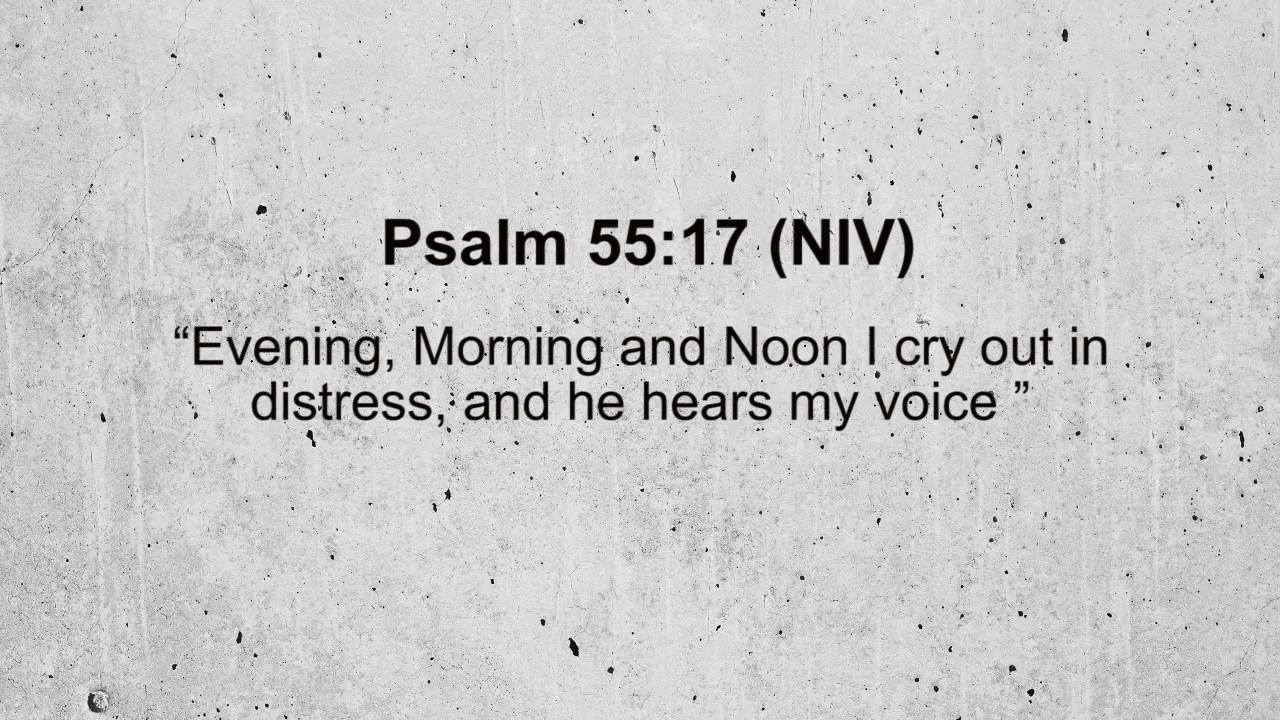 Psalm 55:17 (NIV)
“Evening, Morning and Noon I cry out in
distress, and he hears my voice ”